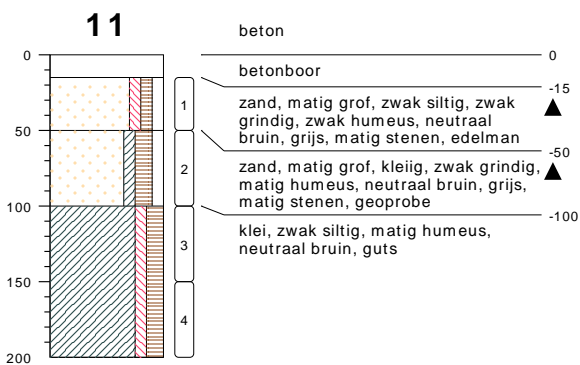 11
beton
0
0
betonboor
-15
1
zand, matig grof, zwak siltig, zwak
grindig, zwak humeus, neutraal
bruin, grijs, matig stenen, edelman
50
-50
2
zand, matig grof, kleiig, zwak grindig,
matig humeus, neutraal bruin, grijs,
matig stenen, geoprobe
100
-100
3
klei, zwak siltig, matig humeus,
neutraal bruin, guts
150
4
200